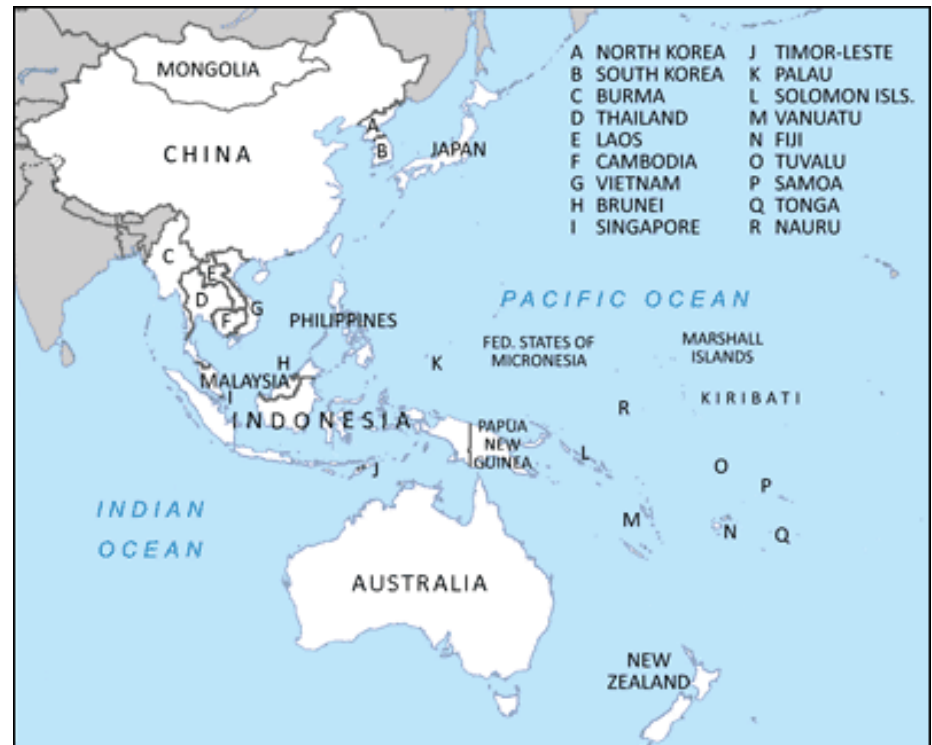 A NORTH KOREA
B SOUTH KOREA
C BURMA
D THAILAND
E LAOS
F CAMBODIA
G VIETNAM
H BRUNEI
I SINGAPORE
J TIMOR-LESTE
K PALAU
L SOLOMON ISLS.
M VANUATU
N FIJI
O TUVALU
P SAMOA
Q TONGA
R NAURU
MONGOLIA
CHINA
A
B
JAPAN
C
E
D
G
F
PACIFIC OCEAN
PHILIPPINES
FED. STATES OF
MICRONESIA
MARSHALL
ISLANDS
H
K
MALAYSIA
I
KIRIBATI
R
INDONESIA
PAPUA
NEW
GUINEA
L
J
O
P
INDIAN
OCEAN
M
N
Q
AUSTRALIA
NEW
ZEALAND